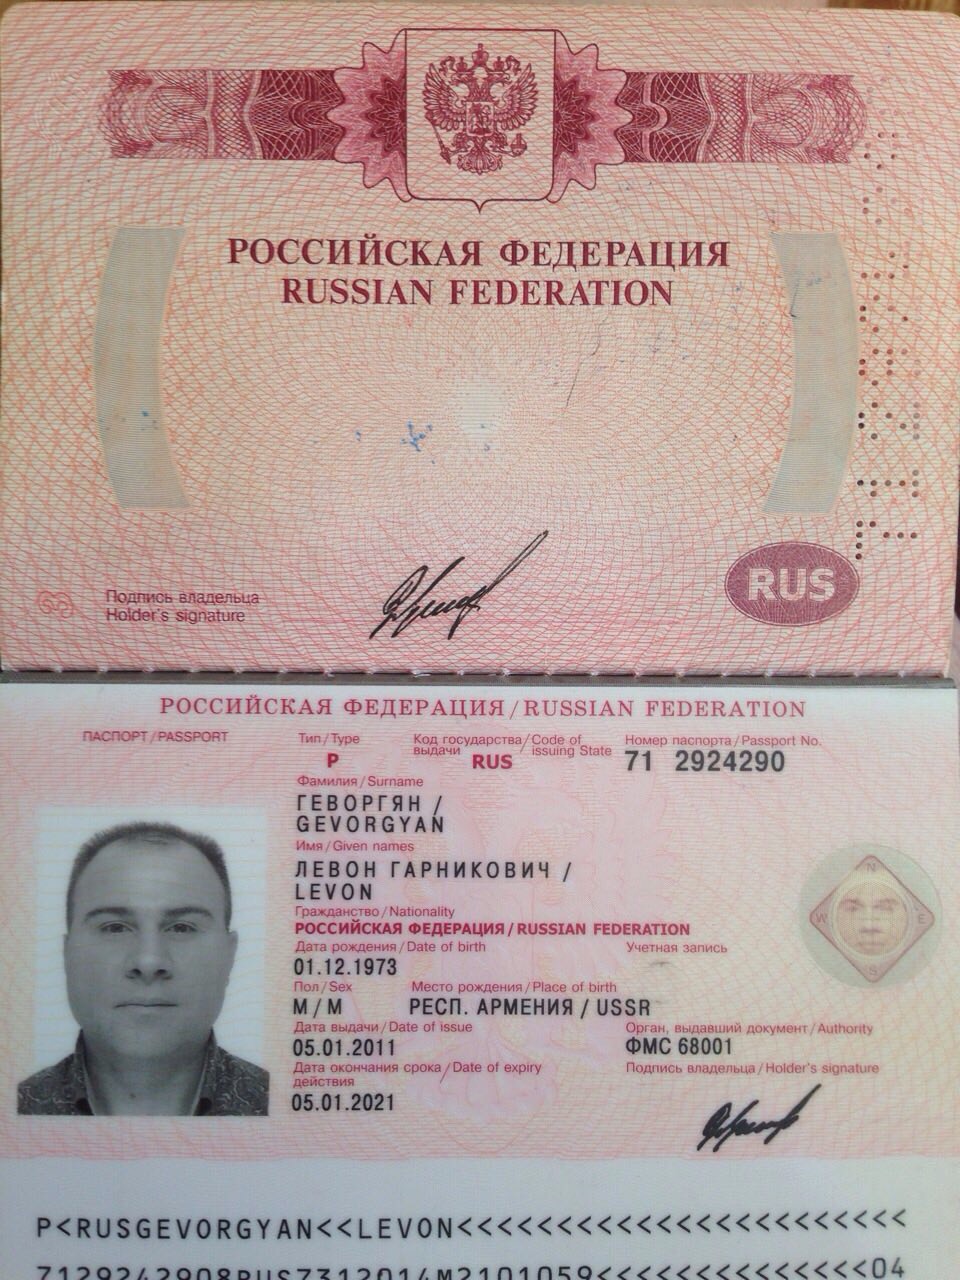 РОССИЙСКАЯ ФЕДЕРАЦИЯ
RUSSIAN FEDERATION
RUS
Подпись владельца
Holder's signature
РОССИЙСКАЯ ФЕДЕРАЦИЯ / RUSSIAN FEDERATION
ПАСПОРТ / PASSPORT
Тип / Type
Код государства / Code of
выдачи issuing State
Номер паспорта / Passport No.
P
RUS
71 2924290
Фамилия / Surname
ГЕВОРГЯН /
GEVORGYAN
Имя / Given names
ЛЕВОН ГАРНИКОВИЧ /
LEVON
Гражданство / Nationality
РОССИЙСКАЯ ФЕДЕРАЦИЯ / RUSSIAN FEDERATION
Дата рождения / Date of birth
Учетная запись
01.12.1973
Пол / Sex
Место рождения / Place of birth
М / M
РЕСП. АРМЕНИЯ / USSR
Дата выдачи / Date of issue
Орган, выдавший документ / Authority
05.01.2011
ФМС 68001
Дата окончания срока / Date of expiry
действия
Подпись владельца / Holder's signature
05.01.2021
N
W
E
S
P<RUSGEVORGYAN<<LEVON<<<<<<<<<<<<<<<<<<<<<<<
7129242908RUS7312014M2101059<<<<<<<<<<<<<<04